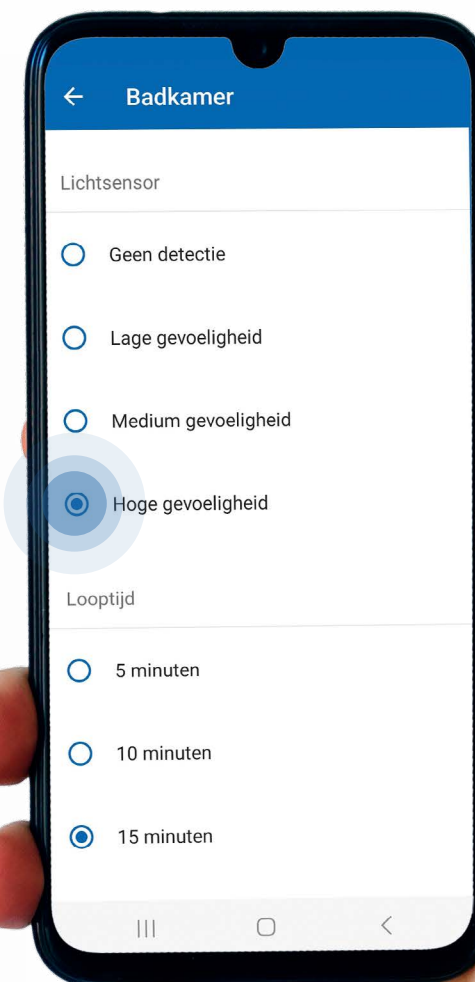 Badkamer
Lichtsensor
Geen detectie
Lage gevoeligheid
Medium gevoeligheid
Hoge gevoeligheid
Looptijd
5 minuten
10 minuten
15 minuten